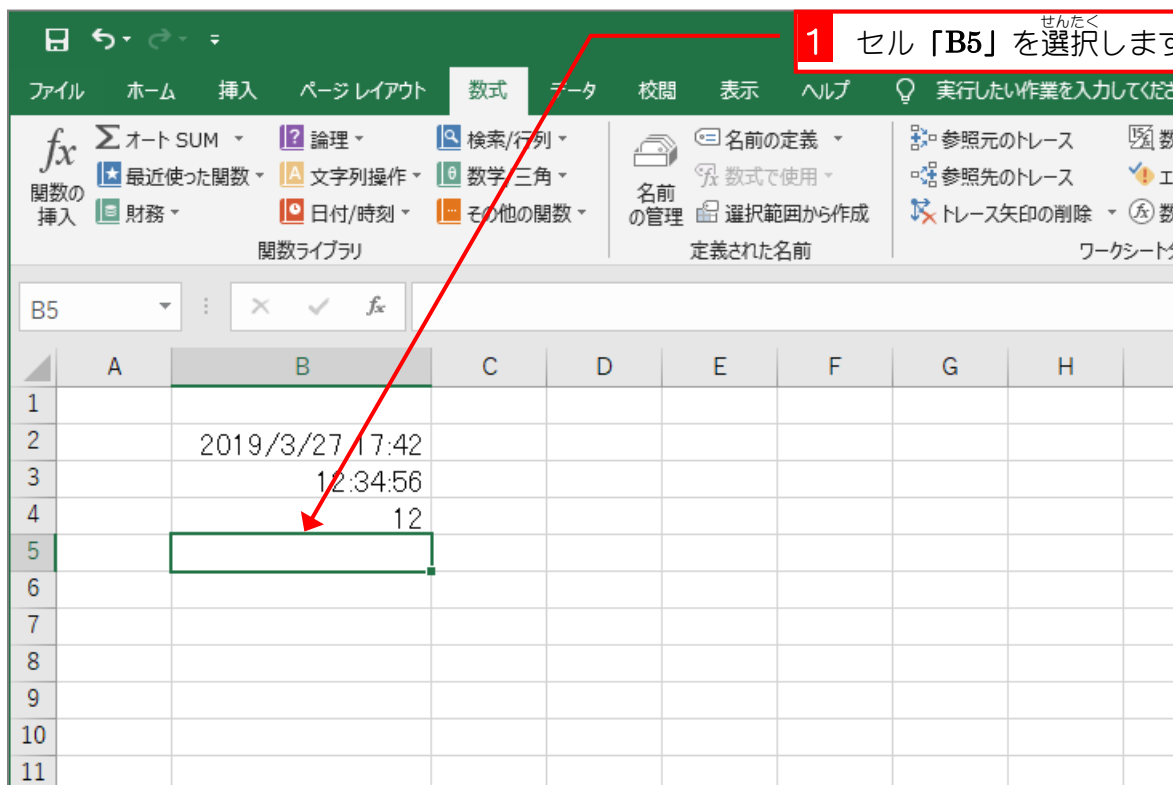 せんたく
1 セル「B5」を選択します
ファイル ホーム 挿入 ページ レイアウト 数式 データ 校閲 表示 ヘルプ 実行したい作業を入力してくださ
fx Σ オート SUM 論理 検索/行列 名前の定義 参照元のトレース 数
最近使った関数 文字列操作 数学/三角 数式で使用 参照先のトレース エ
関数の 挿入 財務 日付/時刻 その他の関数 名前 の管理 選択範囲から作成 トレース矢印の削除 数
関数ライブラリ 定義された名前 ワークシート
B5 fx
A B C D E F G H
1
2 2019/3/27 17:42
3 12:34:56
4 12
5
6
7
8
9
10
11